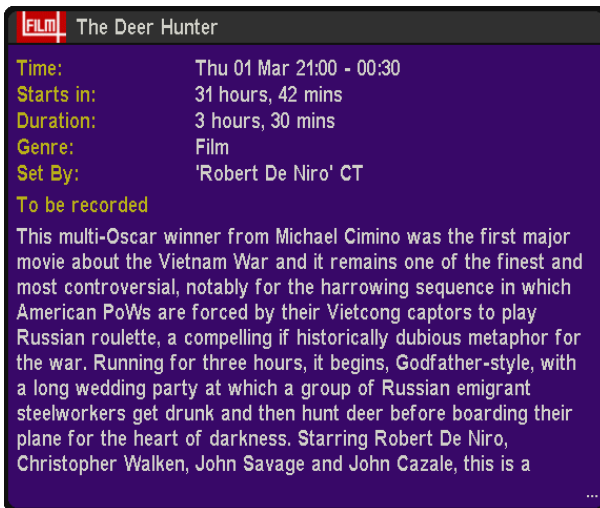 FILM4 The Deer Hunter
Time: Thu 01 Mar 21:00 - 00:30
Starts in: 31 hours, 42 mins
Duration: 3 hours, 30 mins
Genre: Film
Set By: 'Robert De Niro' CT
To be recorded
This multi-Oscar winner from Michael Cimino was the first major
movie about the Vietnam War and it remains one of the finest and
most controversial, notably for the harrowing sequence in which
American PoWs are forced by their Vietcong captors to play
Russian roulette, a compelling if historically dubious metaphor for
the war. Running for three hours, it begins, Godfather-style, with
a long wedding party at which a group of Russian emigrant
steelworkers get drunk and then hunt deer before boarding their
plane for the heart of darkness. Starring Robert De Niro,
Christopher Walken, John Savage and John Cazale, this is a
...